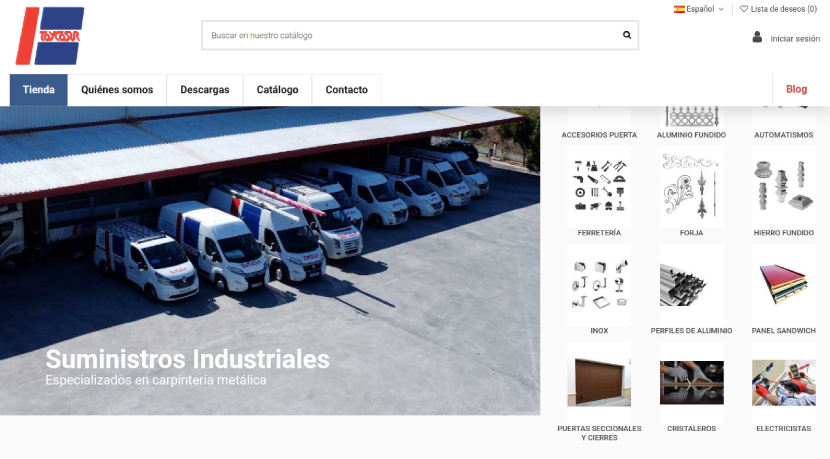 Español
Lista de deseos (0)
TOYCOSUR
Buscar en nuestro catálogo
Iniciar sesión
Tienda
Quiénes somos
Descargas
Catálogo
Contacto
Blog
ACCESORIOS PUERTA
ALUMINIO FUNDIDO
AUTOMATISMOS
FERRETERÍA
FORJA
HIERRO FUNDIDO
INOX
PERFILES DE ALUMINIO
PANEL SANDWICH
Suministros Industriales
Especializados en carpintería metálica
PUERTAS SECCIONALES
Y CIERRES
CRISTALEROS
ELECTRICISTAS